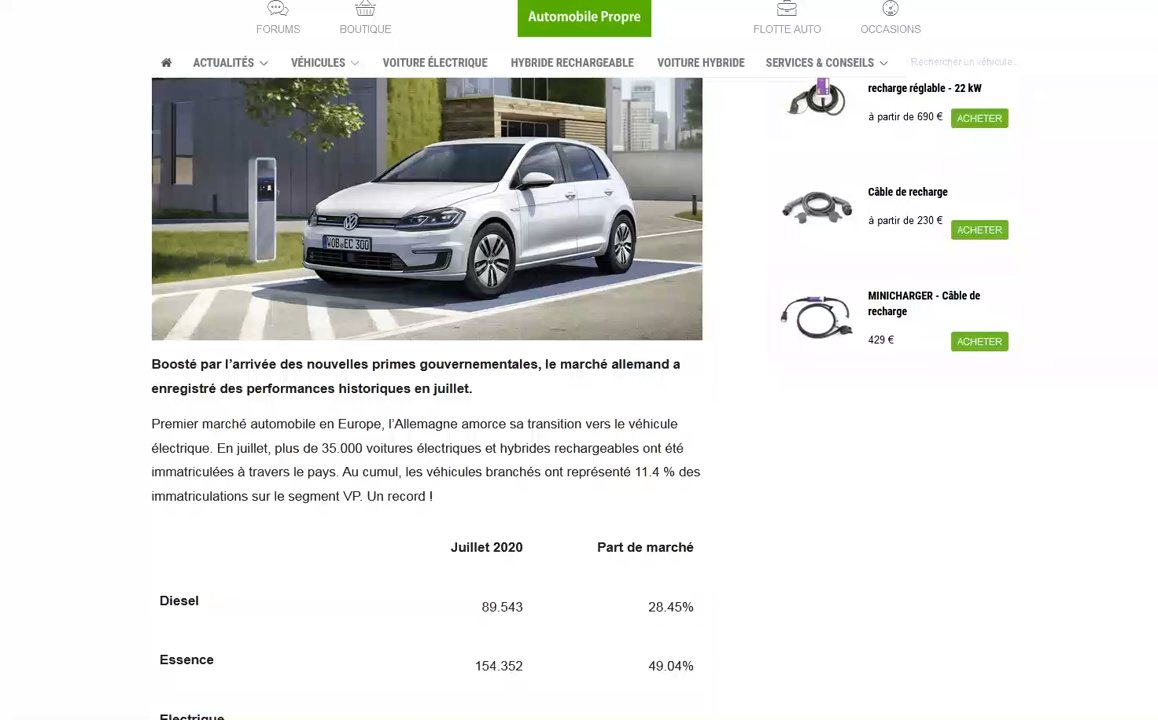 FORUMS
BOUTIQUE
Automobile Propre
FLOTTE AUTO
OCCASIONS
ACTUALITÉS
VÉHICULES
VOITURE ÉLECTRIQUE
HYBRIDE RECHARGEABLE
VOITURE HYBRIDE
SERVICES & CONSEILS
Rechercher un véhicule...
WOB EC 300
recharge réglable - 22 kW
à partir de 690 €
ACHETER
Câble de recharge
à partir de 230 €
ACHETER
MINICHARGER - Câble de
recharge
429 €
ACHETER
Boosté par l’arrivée des nouvelles primes gouvernementales, le marché allemand a
enregistré des performances historiques en juillet.
Premier marché automobile en Europe, l’Allemagne amorce sa transition vers le véhicule
électrique. En juillet, plus de 35.000 voitures électriques et hybrides rechargeables ont été
immatriculées à travers le pays. Au cumul, les véhicules branchés ont représenté 11.4 % des
immatriculations sur le segment VP. Un record !
Juillet 2020 Part de marché
Diesel 89.543 28.45%
Essence 154.352 49.04%
Electrique